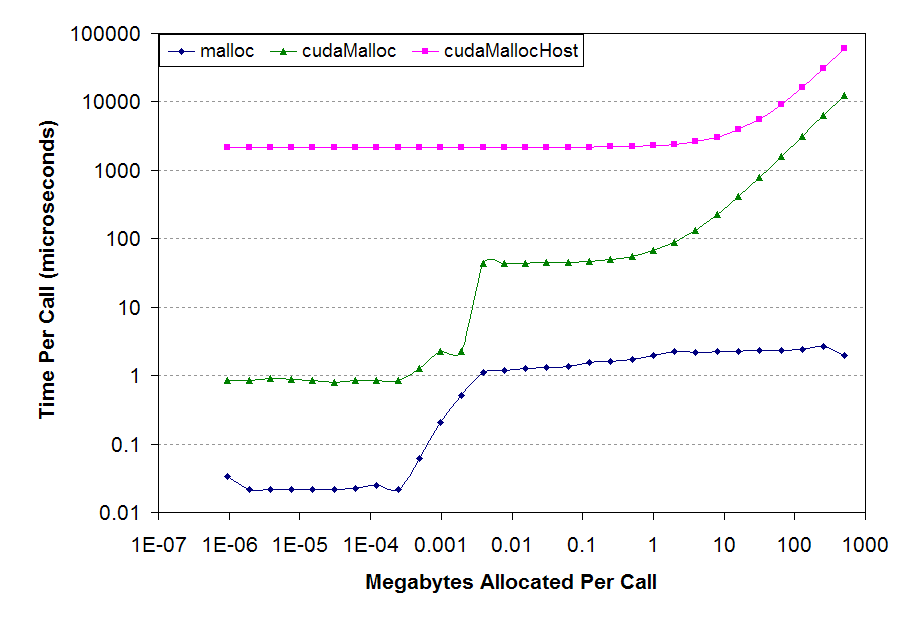 100000
malloc cudaMalloc cudaMallocHost
10000
1000
100
10
1
0.1
0.01
Time Per Call (microseconds)
1E-07 1E-06 1E-05 1E-04 0.001 0.01 0.1 1 10 100 1000
Megabytes Allocated Per Call